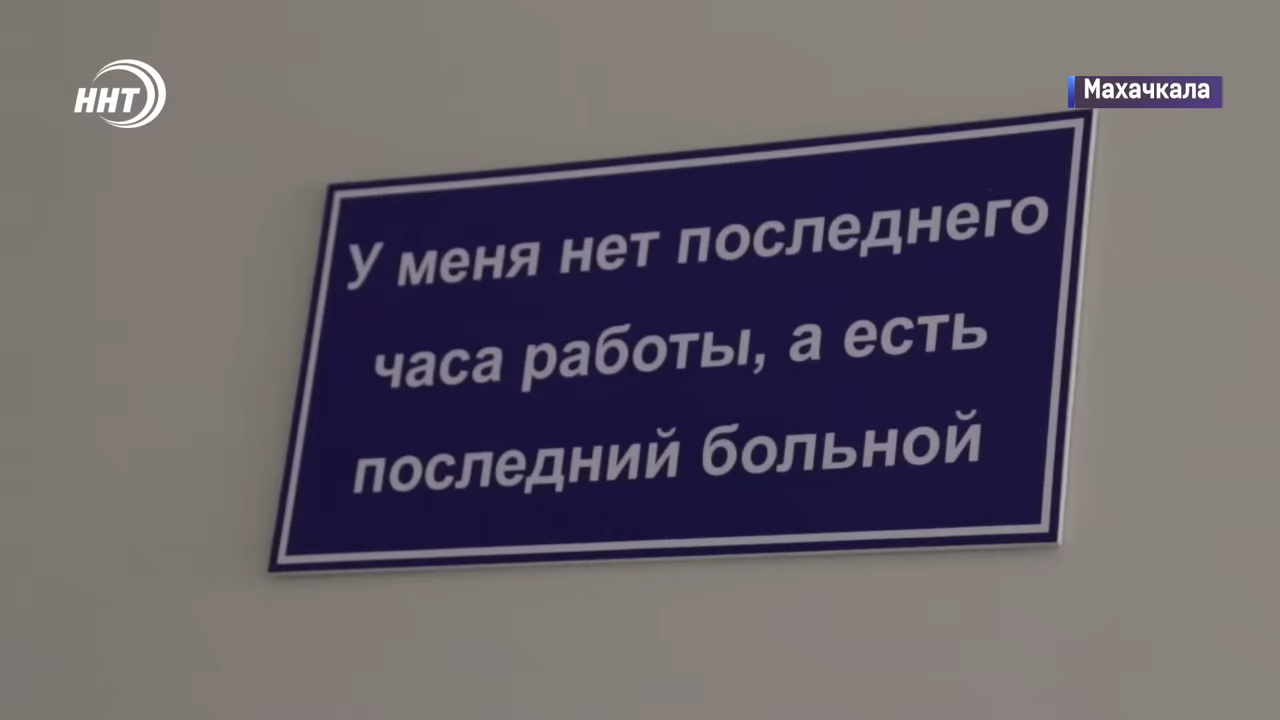 ННТ
Махачкала
У меня нет последнего
часа работы, а есть
последний больной